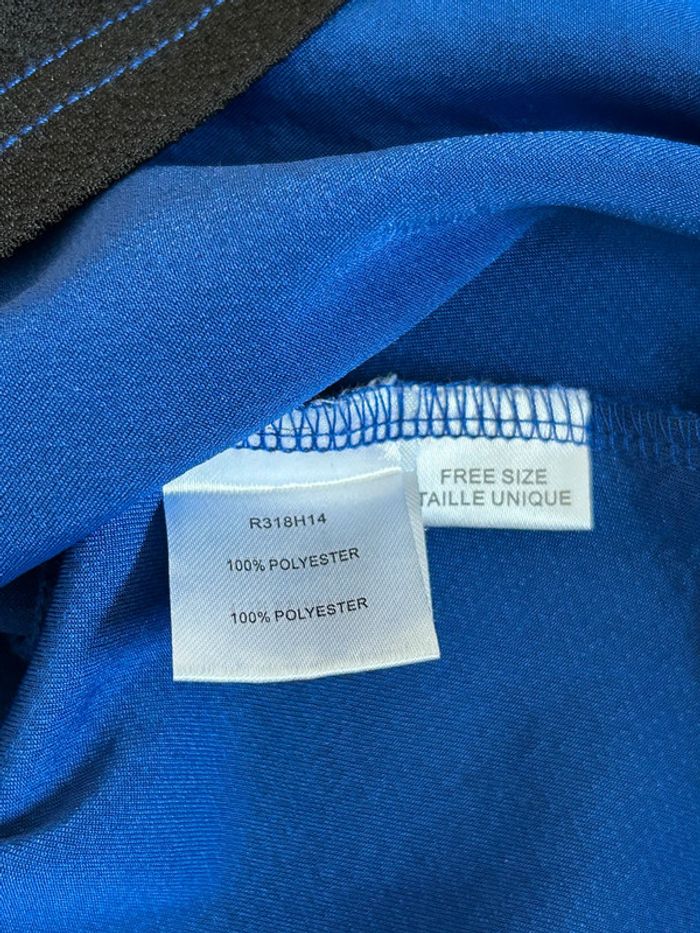 R318H14
100% POLYESTER
100% POLYESTER
FREE SIZE
TAILLE UNIQUE